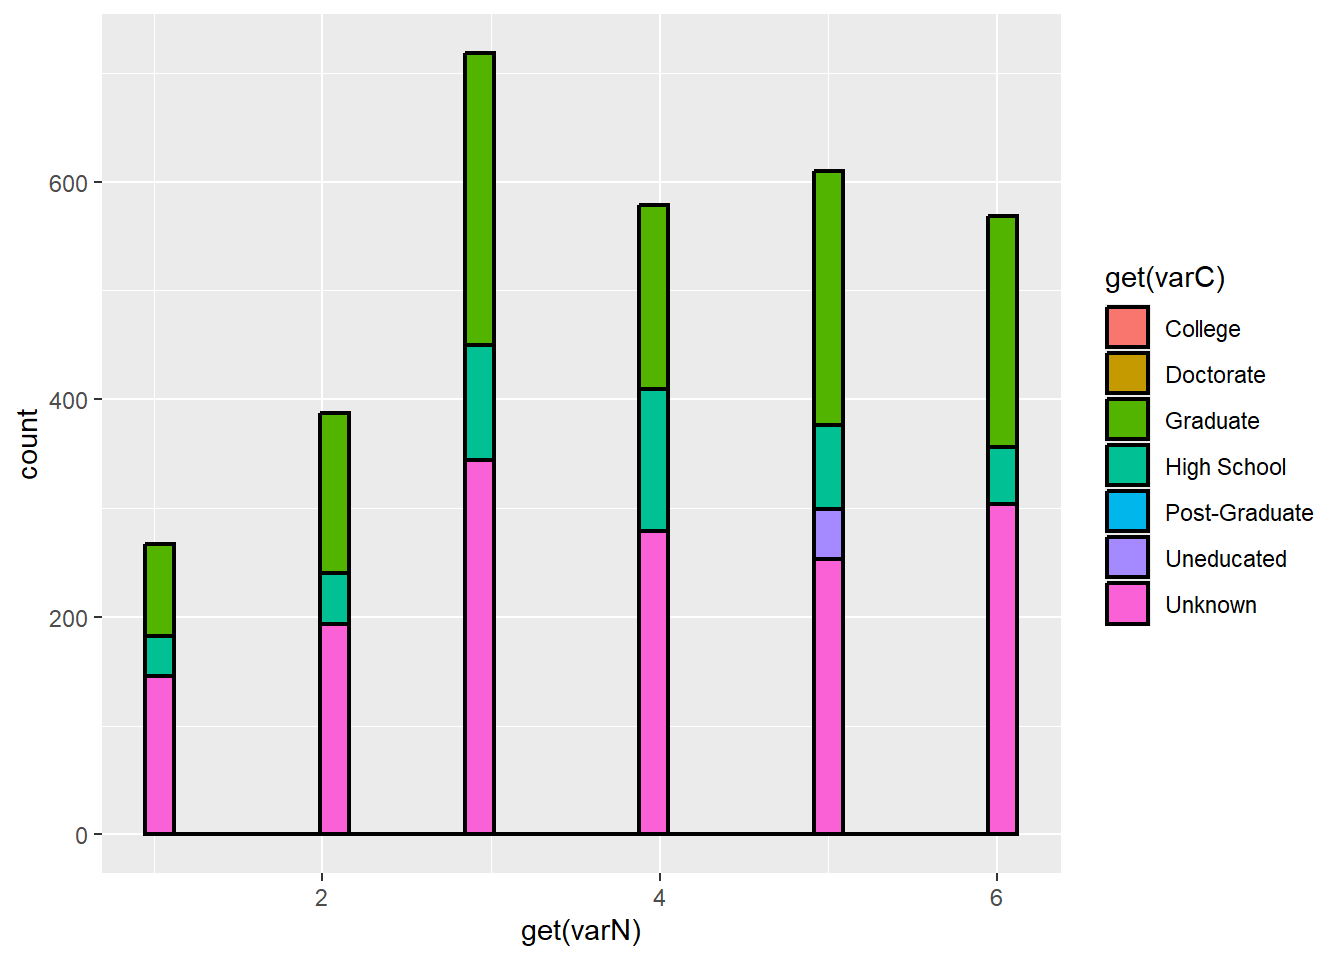 600
400
200
0
count
2
4
6
get(varN)
get(varC)
College
Doctorate
Graduate
High School
Post-Graduate
Uneducated
Unknown